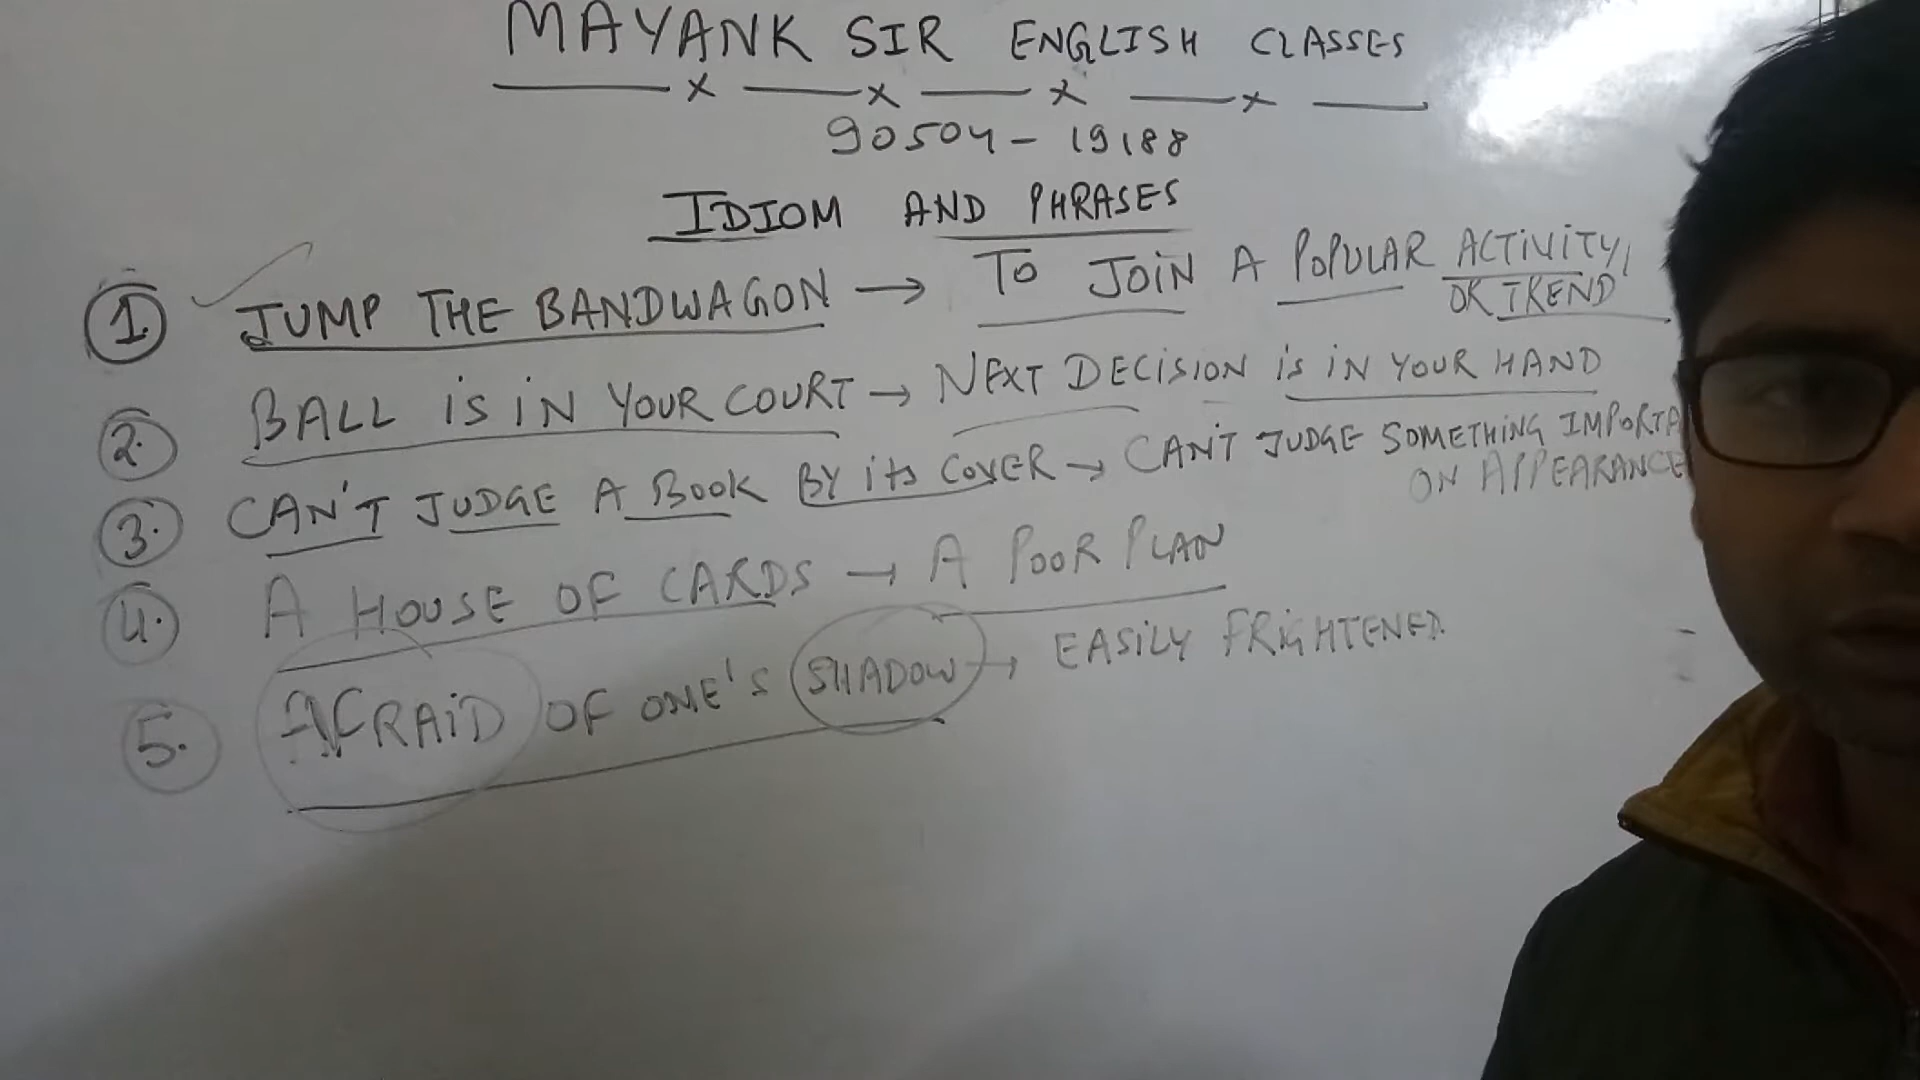 MAYANK SIR ENGLISH CLASSES
90504-19188
IDIOM AND PHRASES
1. JUMP THE BANDWAGON → TO JOIN A POPULAR ACTIVITY,
OR TREND
2. BALL IS IN YOUR COURT → NEXT DECISION IS IN YOUR HAND
3. CAN'T JUDGE A BOOK BY ITS COVER → CAN'T JUDGE SOMETHING IMPORTA
ON APPEARANCE
4. A HOUSE OF CARDS → A POOR PLAN
5. AFRAID OF ONE'S SHADOW → EASILY FRIGHTENED.